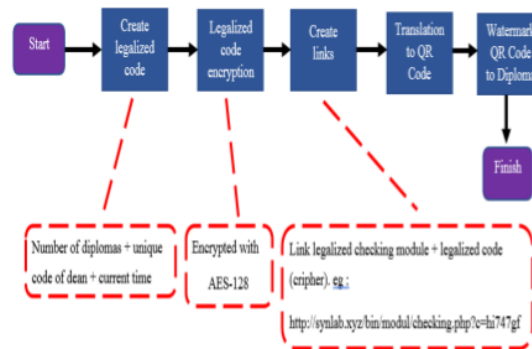 Start
Create
legalized
code
Legalized
code
encryption
Create
links
Translation
to QR
Code
Watermark
QR Code
to Diploma
Finish
Number of diplomas + unique
code of dean + current time
Encrypted with
AES-128
Link legalized checking module + legalized code
(cripher). eg :
http://synlab.xyz/bin/modul/checking.php?c=hi747gf